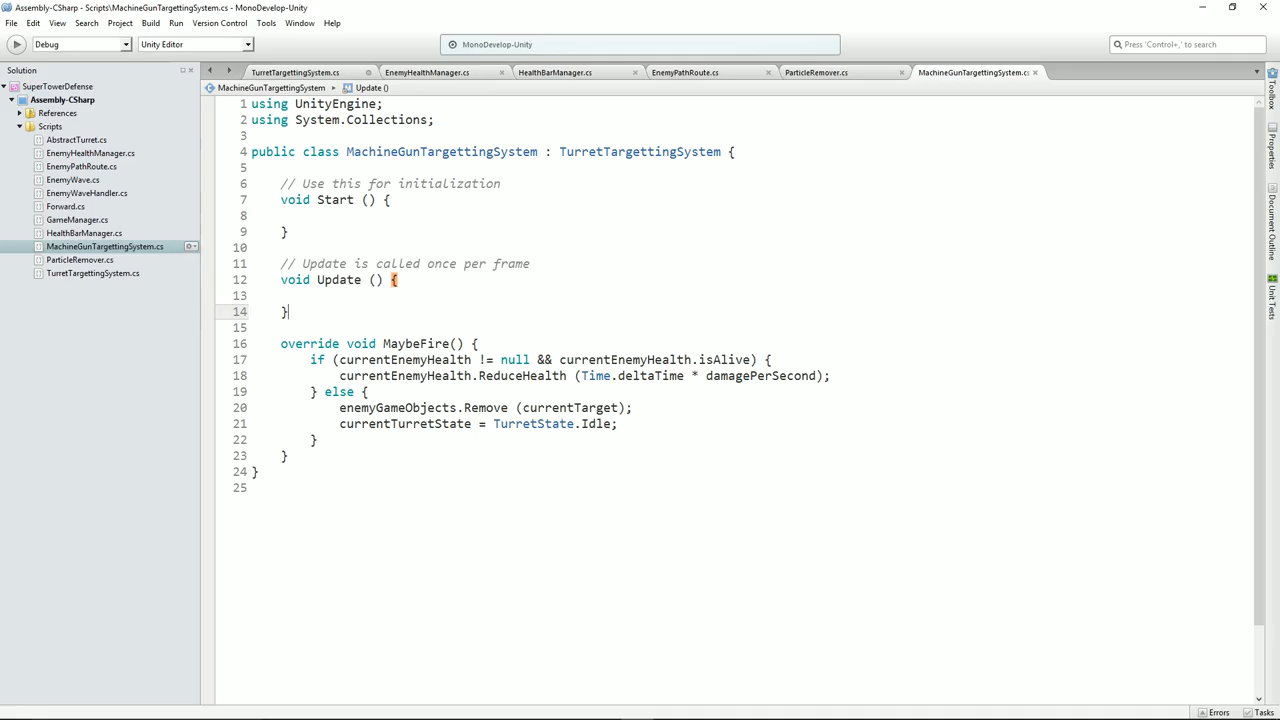 Assembly-CSharp - Scripts\MachineGunTargettingSystem.cs - MonoDevelop-Unity
File Edit View Search Project Build Run Version Control Tools Window Help
Debug Unity Editor MonoDevelop-Unity Press 'Control+,' to search
Solution
TurretTargettingSystem.cs EnemyHealthManager.cs HealthBarManager.cs EnemyPathRoute.cs ParticleRemover.cs MachineGunTargettingSystem.cs
MachineGunTargettingSystem Update ()
SuperTowerDefense
Assembly-CSharp
References
Scripts
AbstractTurret.cs
EnemyHealthManager.cs
EnemyPathRoute.cs
EnemyWave.cs
EnemyWaveHandler.cs
Forward.cs
GameManager.cs
HealthBarManager.cs
MachineGunTargettingSystem.cs
ParticleRemover.cs
TurretTargettingSystem.cs
1 using UnityEngine;
2 using System.Collections;
3
4 public class MachineGunTargettingSystem : TurretTargettingSystem {
5
6 // Use this for initialization
7 void Start () {
8
9 }
10
11 // Update is called once per frame
12 void Update () {
13
14 }
15
16 override void MaybeFire() {
17 if (currentEnemyHealth != null && currentEnemyHealth.isAlive) {
18 currentEnemyHealth.ReduceHealth (Time.deltaTime * damagePerSecond);
19 } else {
20 enemyGameObjects.Remove (currentTarget);
21 currentTurretState = TurretState.Idle;
22 }
23 }
24 }
25
Toolbox
Properties
Document Outline
Unit Tests
Errors Tasks